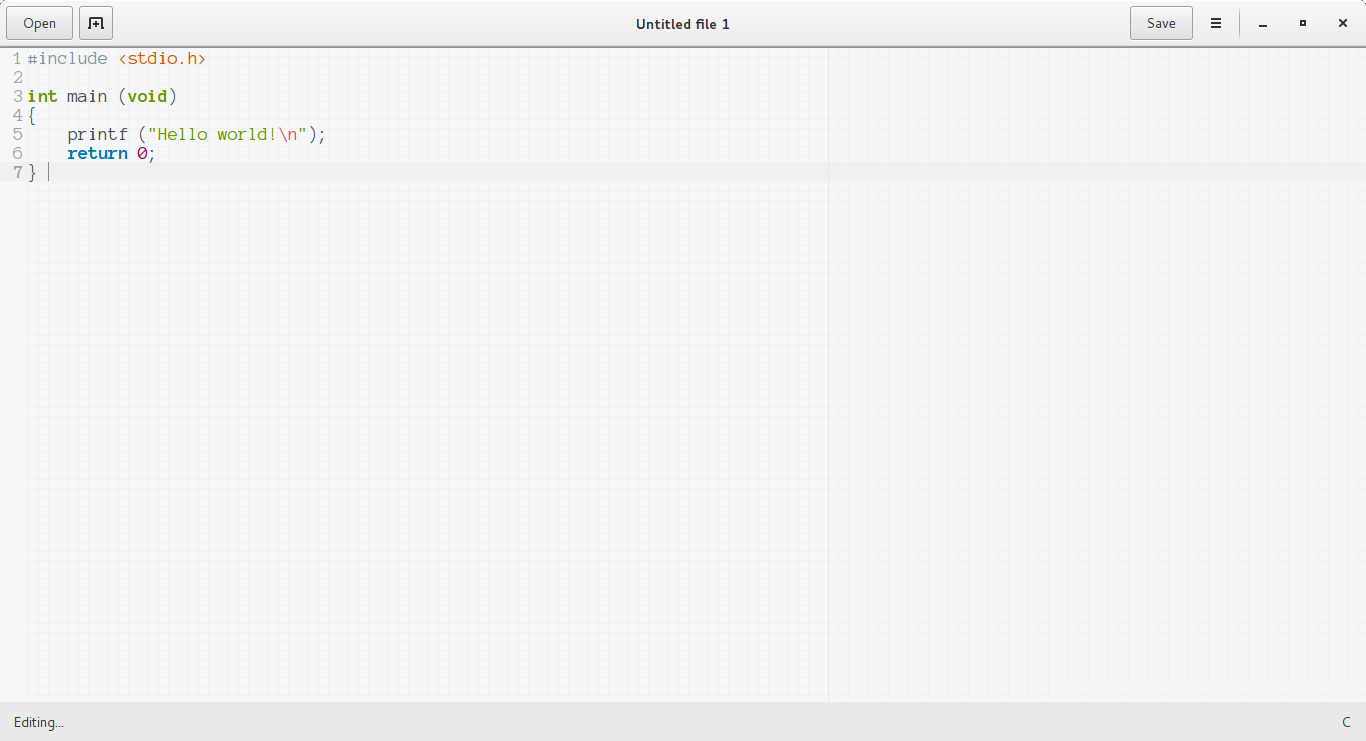 Open Untitled file 1 Save
1 #include <stdio.h>
2
3 int main (void)
4 {
5     printf ("Hello world!\n");
6     return 0;
7 }
Editing... C